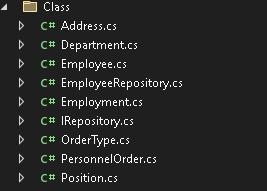 Class
C# Address.cs
C# Department.cs
C# Employee.cs
C# EmployeeRepository.cs
C# Employment.cs
C# IRepository.cs
C# OrderType.cs
C# PersonnelOrder.cs
C# Position.cs